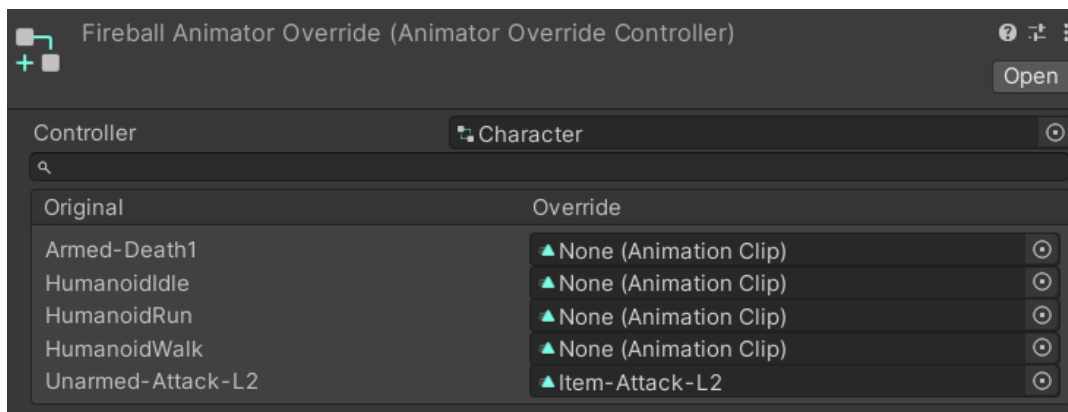 Fireball Animator Override (Animator Override Controller)
Open
Controller Character
Original Override
Armed-Death1 None (Animation Clip)
HumanoidIdle None (Animation Clip)
HumanoidRun None (Animation Clip)
HumanoidWalk None (Animation Clip)
Unarmed-Attack-L2 Item-Attack-L2